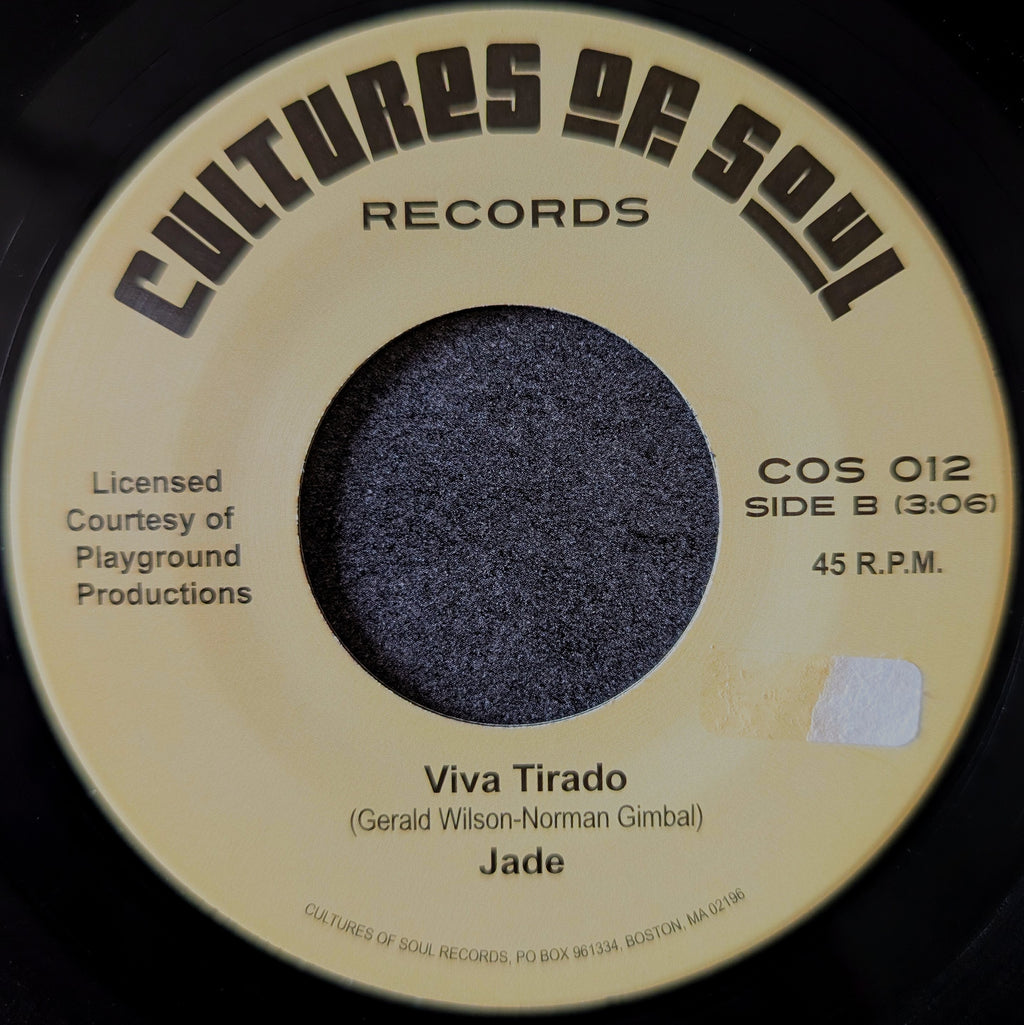 CULTURES OF SOUL
RECORDS
Licensed
Courtesy of
Playground
Productions
COS 012
SIDE B (3:06)
45 R.P.M.
Viva Tirado
(Gerald Wilson-Norman Gimbal)
Jade
CULTURES OF SOUL RECORDS, PO BOX 961334, BOSTON, MA 02196